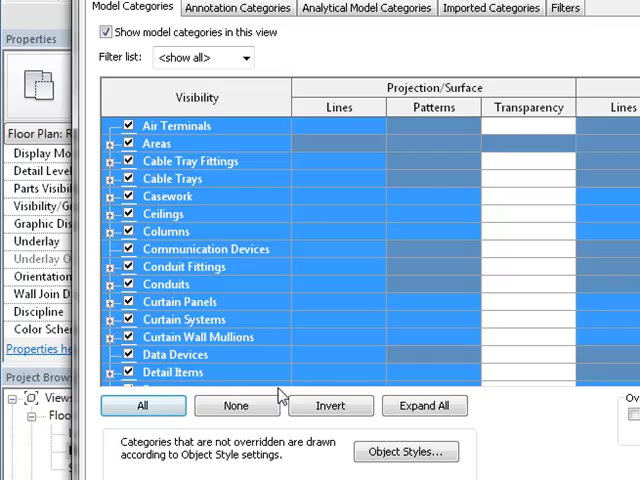 Model Categories Annotation Categories Analytical Model Categories Imported Categories Filters
Properties
Show model categories in this view
Filter list: <show all>
Visibility Projection/Surface
Lines Patterns Transparency Lines
Floor Plan: R
Air Terminals
Display Mo
Areas
Detail Level
Cable Tray Fittings
Parts Visibili
Cable Trays
Visibility/G
Casework
Graphic Dis
Ceilings
Underlay
Columns
Underlay O
Communication Devices
Orientation
Conduit Fittings
Wall Join D
Conduits
Discipline
Curtain Panels
Color Schem
Curtain Systems
Properties he
Curtain Wall Mullions
Data Devices
Detail Items
Project Brow
Views
Floo
All None Invert Expand All
Ov
Categories that are not overridden are drawn
according to Object Style settings.
Object Styles...